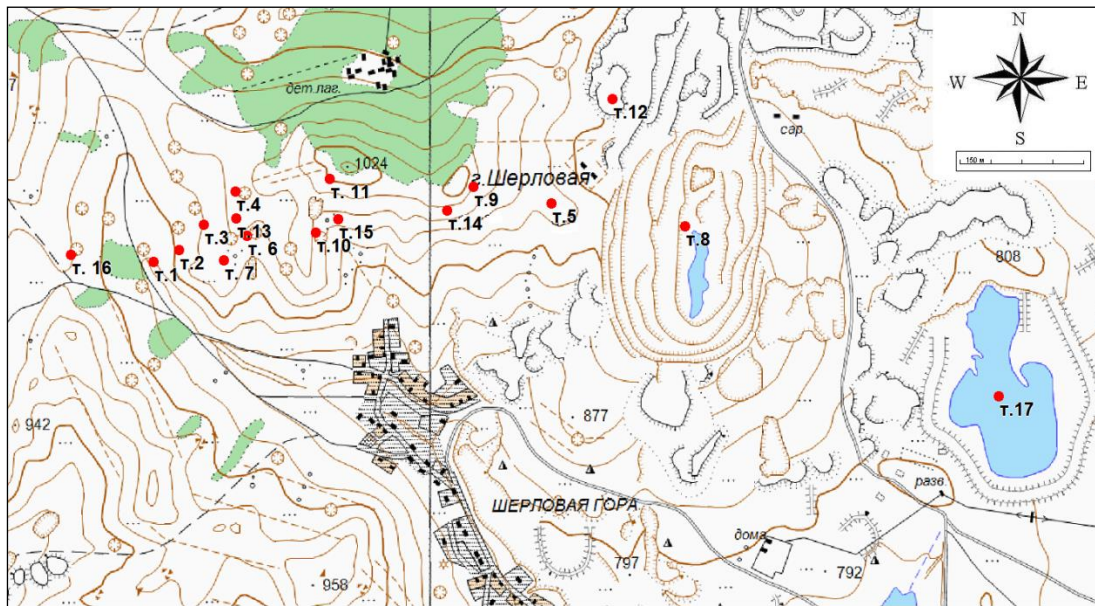 N
W
E
S
150 м
дет.лаг.
1024
г.Шерловая
т.12
сар.
т. 11
т.9
т.4
т.14
т.5
т.13
т.3
т. 6
т.10
т.15
т.8
т. 16
т.1
т.2
т. 7
808
т.17
942
877
ШЕРЛОВАЯ ГОРА
разв.
дома
797
792
958